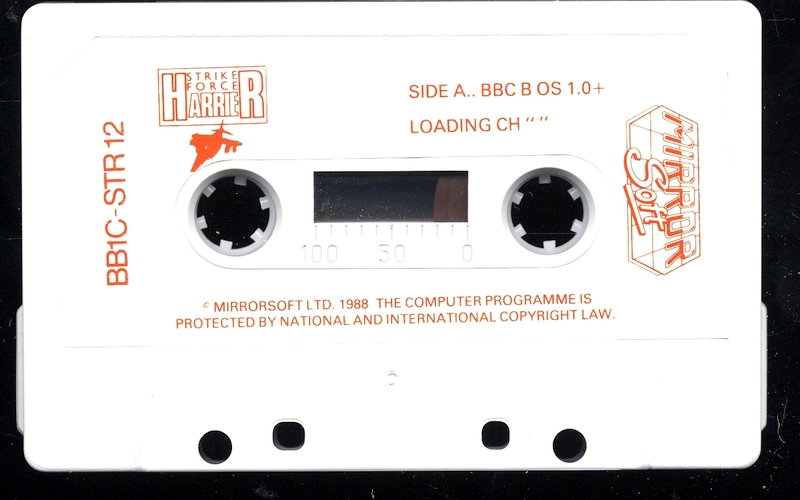 STRIKE
FORCE
HARRIER
SIDE A.. BBC B OS 1.0+
LOADING CH “ ”
BB1C-STR 12
MIRROR
Soft
100 50 0
© MIRRORSOFT LTD. 1988 THE COMPUTER PROGRAMME IS
PROTECTED BY NATIONAL AND INTERNATIONAL COPYRIGHT LAW.